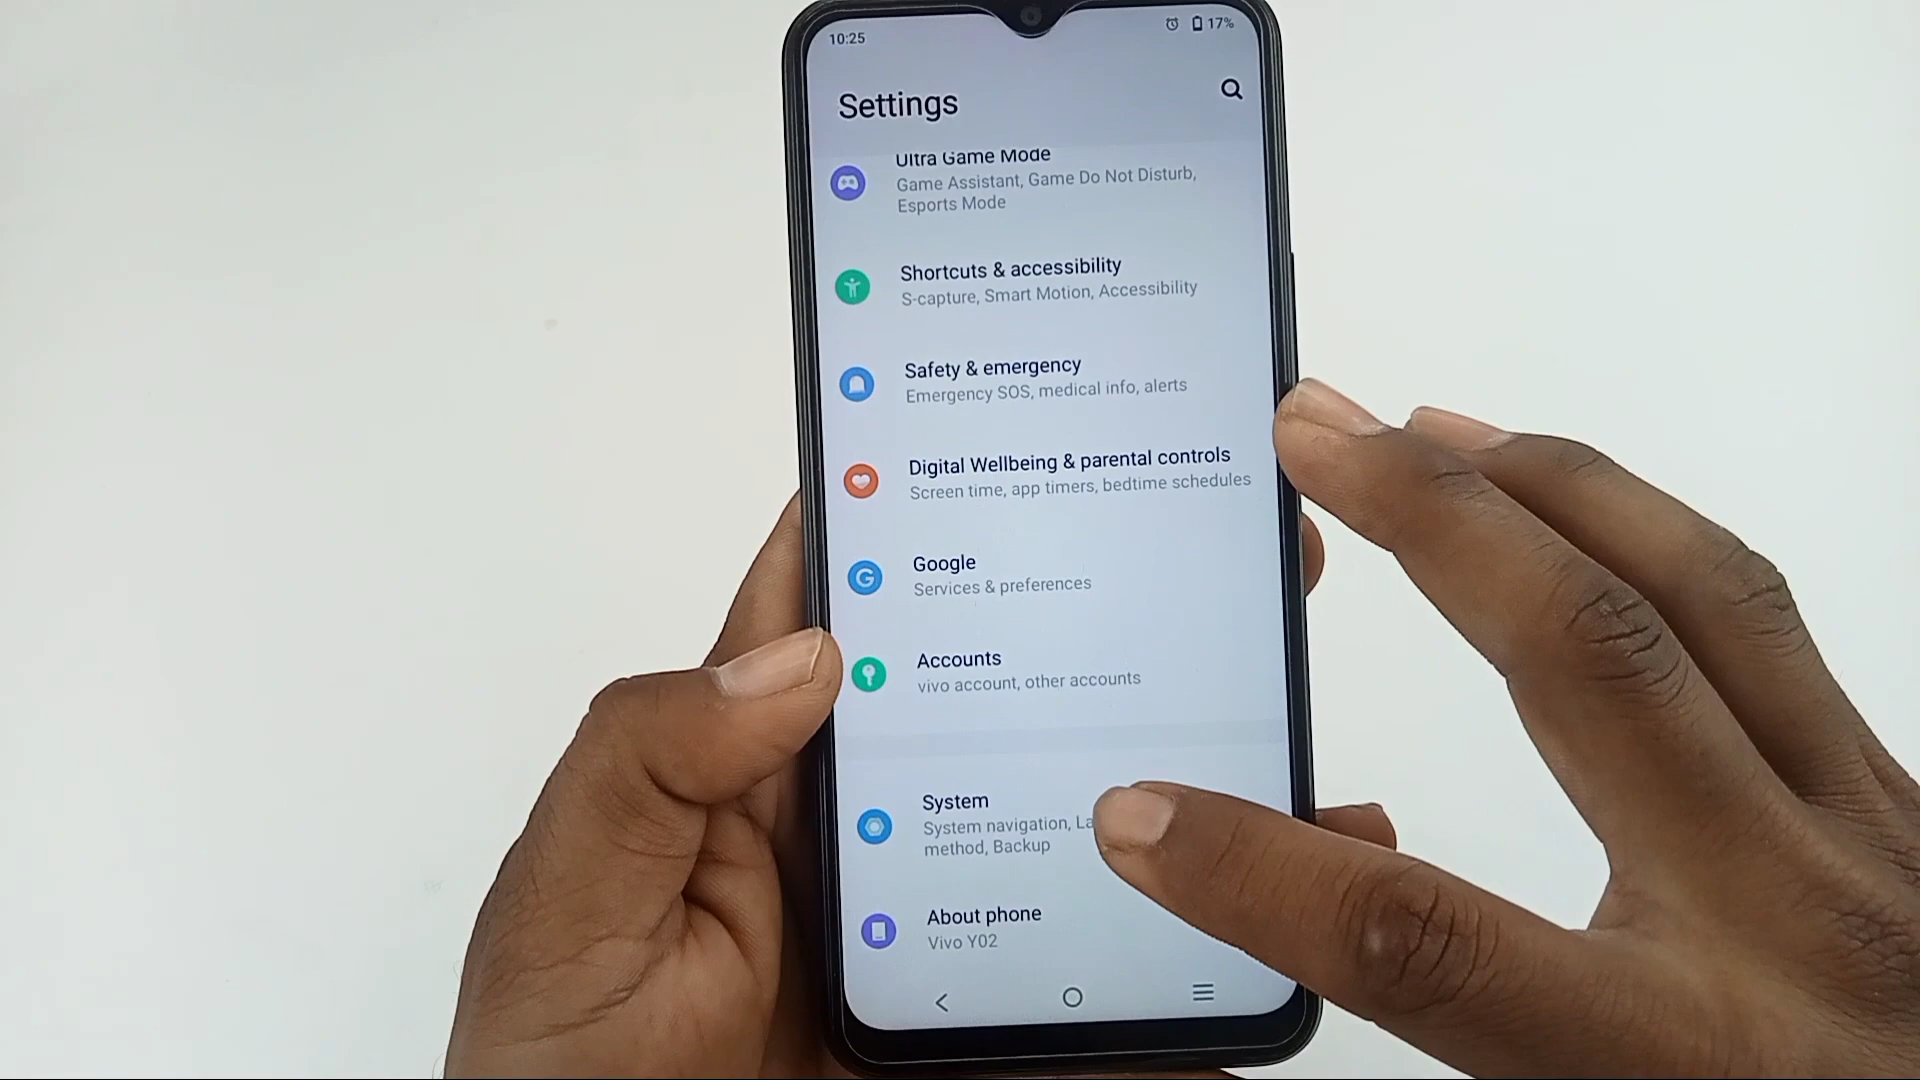 10:25
17%
Settings
Ultra Game Mode
Game Assistant, Game Do Not Disturb,
Esports Mode
Shortcuts & accessibility
S-capture, Smart Motion, Accessibility
Safety & emergency
Emergency SOS, medical info, alerts
Digital Wellbeing & parental controls
Screen time, app timers, bedtime schedules
Google
Services & preferences
Accounts
vivo account, other accounts
System
System navigation, La
method, Backup
About phone
Vivo Y02